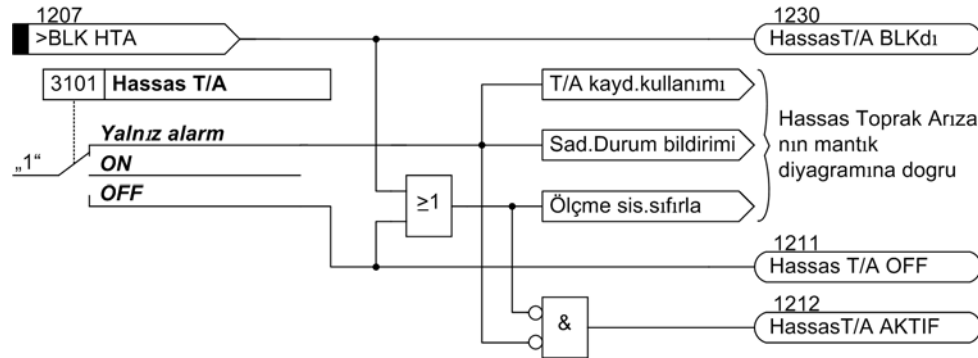 1207
>BLK HTA
1230
HassasT/A BLKdı
3101 Hassas T/A
T/A kayd.kullanımı
Yalnız alarm
Sad.Durum bildirimi
Hassas Toprak Arıza
nın mantık
diyagramına dogru
„1“
ON
OFF
≥1
Ölçme sis.sıfırla
1211
Hassas T/A OFF
&
1212
HassasT/A AKTIF